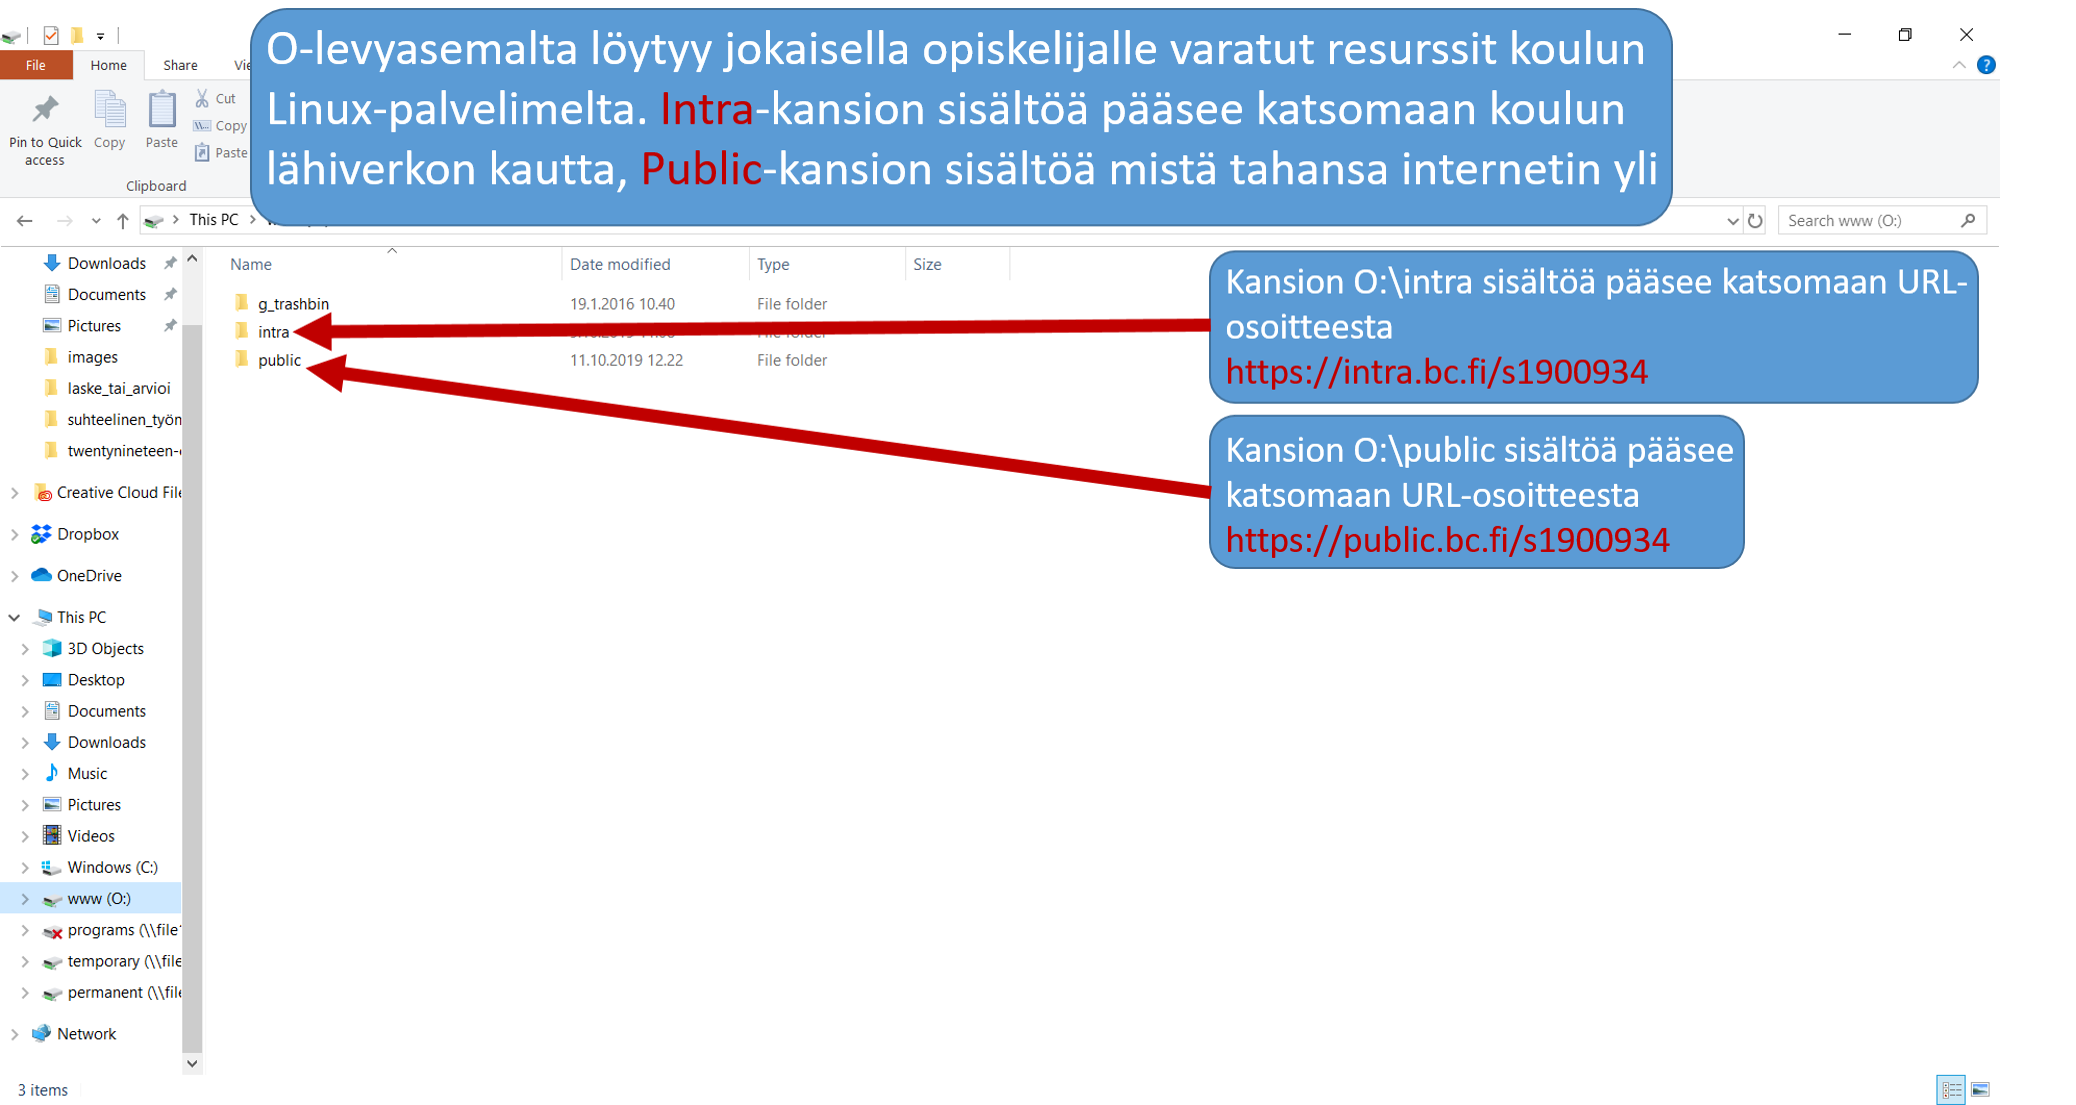 O-levyasemalta löytyy jokaisella opiskelijalle varatut resurssit koulun
Linux-palvelimelta. Intra-kansion sisältöä pääsee katsomaan koulun
lähiverkon kautta, Public-kansion sisältöä mistä tahansa internetin yli
File Home Share
Cut
Copy
Paste
Pin to Quick access
Copy
Paste
Clipboard
This PC
Search www (O:)
Name Date modified Type Size
g_trashbin 19.1.2016 10.40 File folder
intra
public 11.10.2019 12.22 File folder
Kansion O:\intra sisältöä pääsee katsomaan URL-
osoitteesta
https://intra.bc.fi/s1900934
Kansion O:\public sisältöä pääsee
katsomaan URL-osoitteesta
https://public.bc.fi/s1900934
Downloads
Documents
Pictures
images
laske_tai_arvioi
suhteelinen_työn
twentynineteen-
Creative Cloud File
Dropbox
OneDrive
This PC
3D Objects
Desktop
Documents
Downloads
Music
Pictures
Videos
Windows (C:)
www (O:)
programs (\\file
temporary (\\file
permanent (\\file
Network
3 items